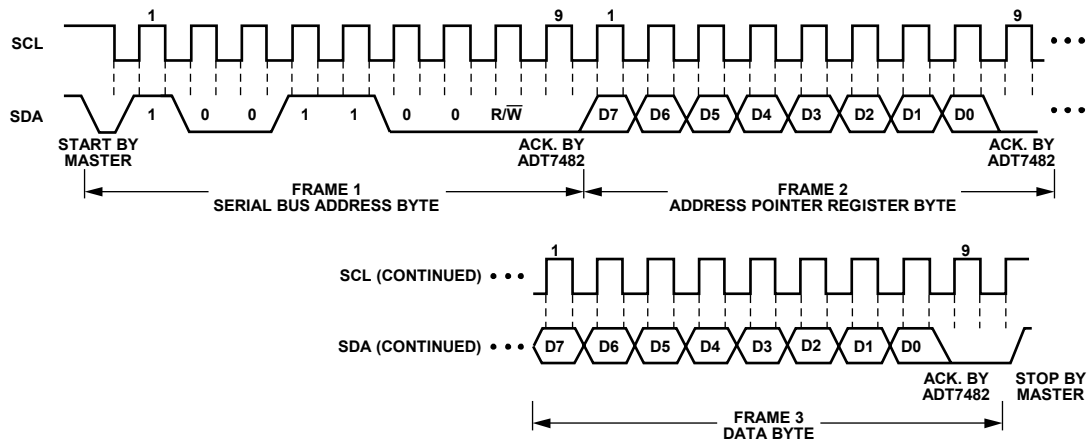 1 9 1 9
SCL
SDA
1 0 0 1 1 0 0 R/W̅ D7 D6 D5 D4 D3 D2 D1 D0
START BY
MASTER
ACK. BY
ADT7482
ACK. BY
ADT7482
FRAME 1
SERIAL BUS ADDRESS BYTE
FRAME 2
ADDRESS POINTER REGISTER BYTE
1 9
SCL (CONTINUED)
SDA (CONTINUED)
D7 D6 D5 D4 D3 D2 D1 D0
ACK. BY
ADT7482
STOP BY
MASTER
FRAME 3
DATA BYTE